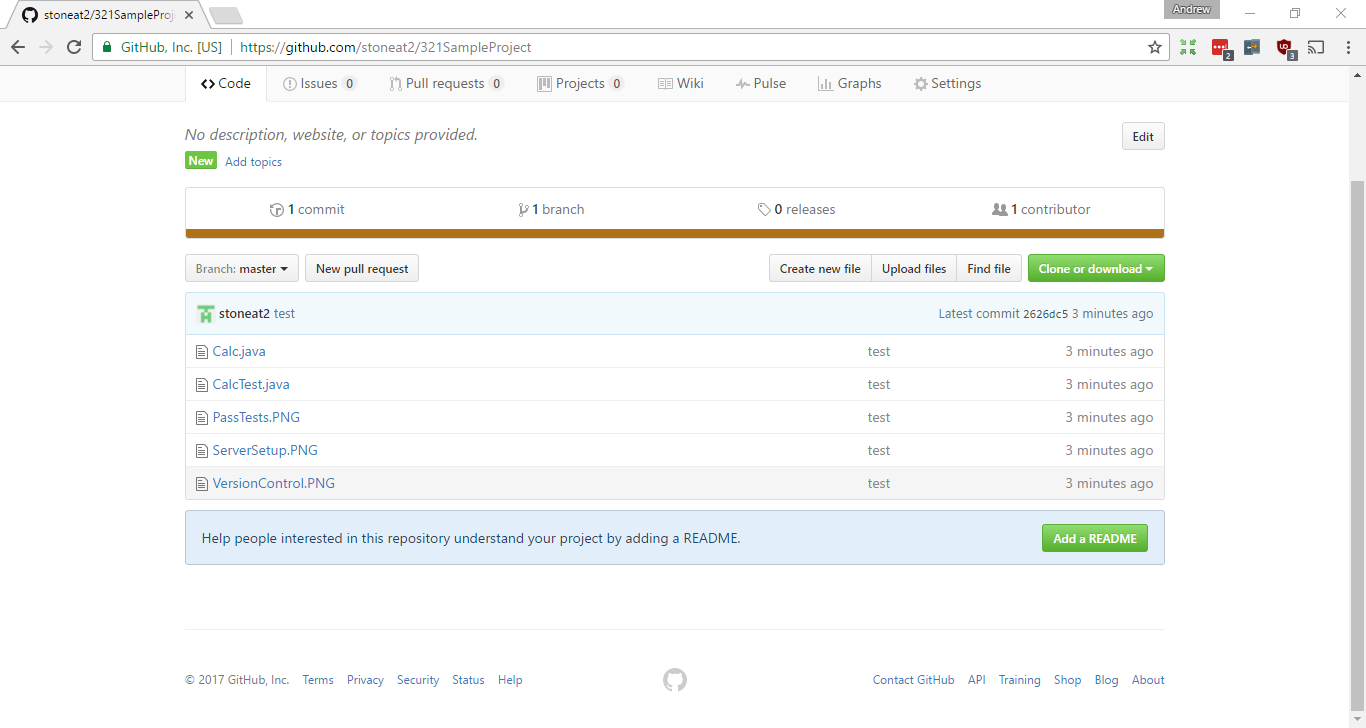 stoneat2/321SampleProj
Andrew
GitHub, Inc. [US] https://github.com/stoneat2/321SampleProject
2 3
Code Issues 0 Pull requests 0 Projects 0 Wiki Pulse Graphs Settings
No description, website, or topics provided. Edit
New Add topics
1 commit 1 branch 0 releases 1 contributor
Branch: master New pull request Create new file Upload files Find file Clone or download
stoneat2 test Latest commit 2626dc5 3 minutes ago
Calc.java test 3 minutes ago
CalcTest.java test 3 minutes ago
PassTests.PNG test 3 minutes ago
ServerSetup.PNG test 3 minutes ago
VersionControl.PNG test 3 minutes ago
Help people interested in this repository understand your project by adding a README. Add a README
© 2017 GitHub, Inc. Terms Privacy Security Status Help Contact GitHub API Training Shop Blog About